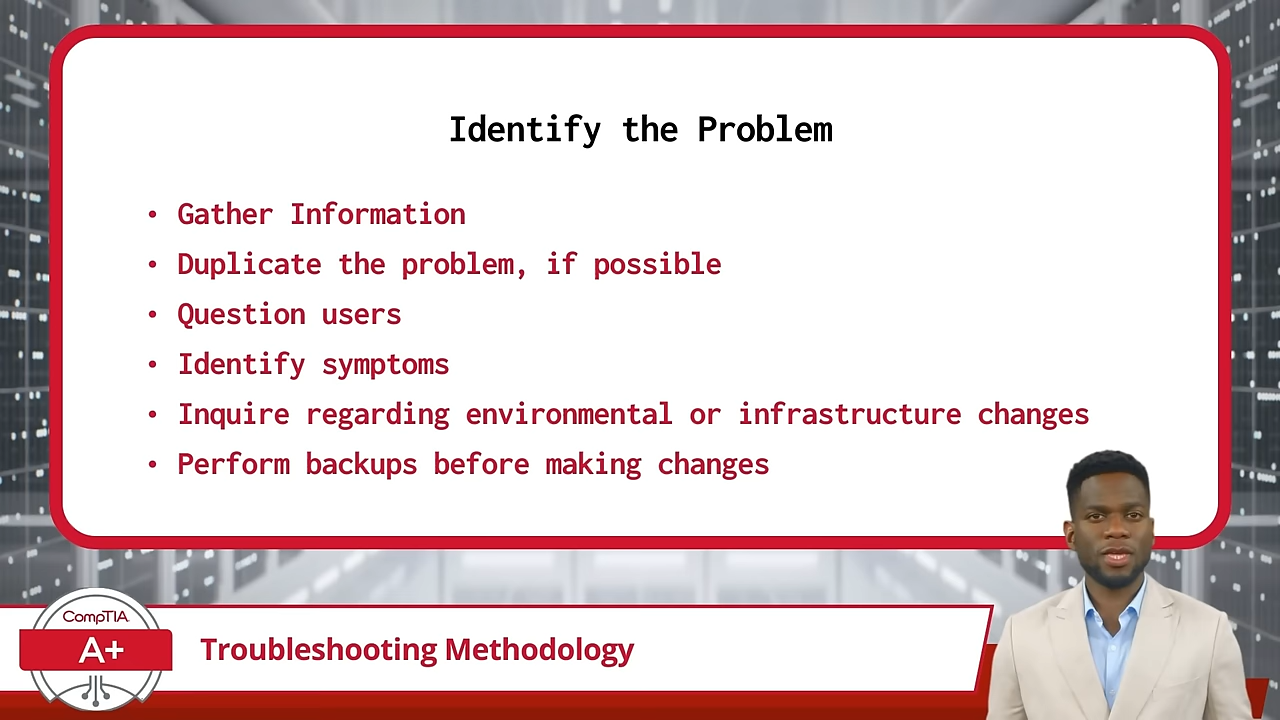 Identify the Problem
• Gather Information
• Duplicate the problem, if possible
• Question users
• Identify symptoms
• Inquire regarding environmental or infrastructure changes
• Perform backups before making changes
CompTIA.
A+
Troubleshooting Methodology